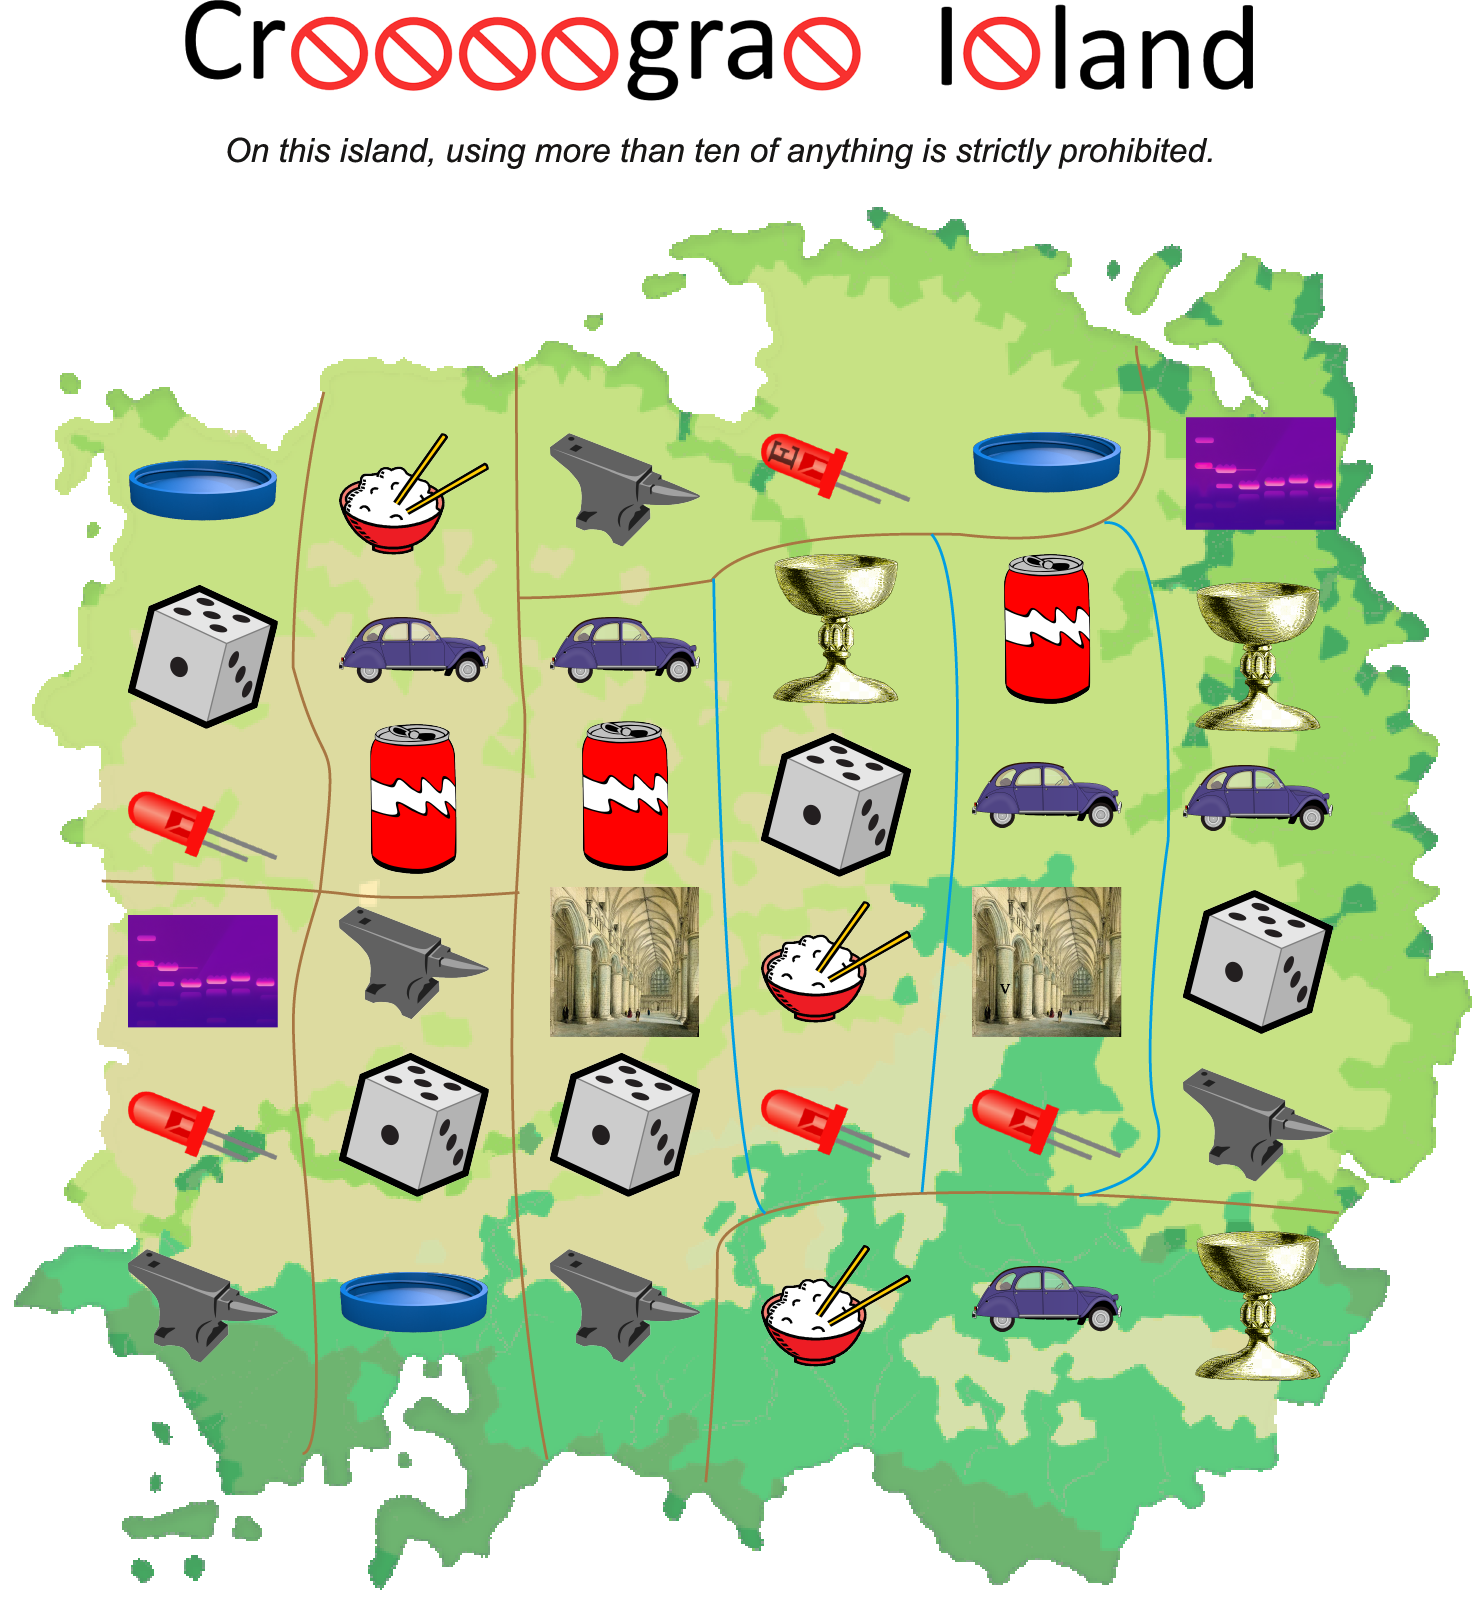 Cr🚫🚫🚫🚫gra🚫 I🚫land
On this island, using more than ten of anything is strictly prohibited.
E
V